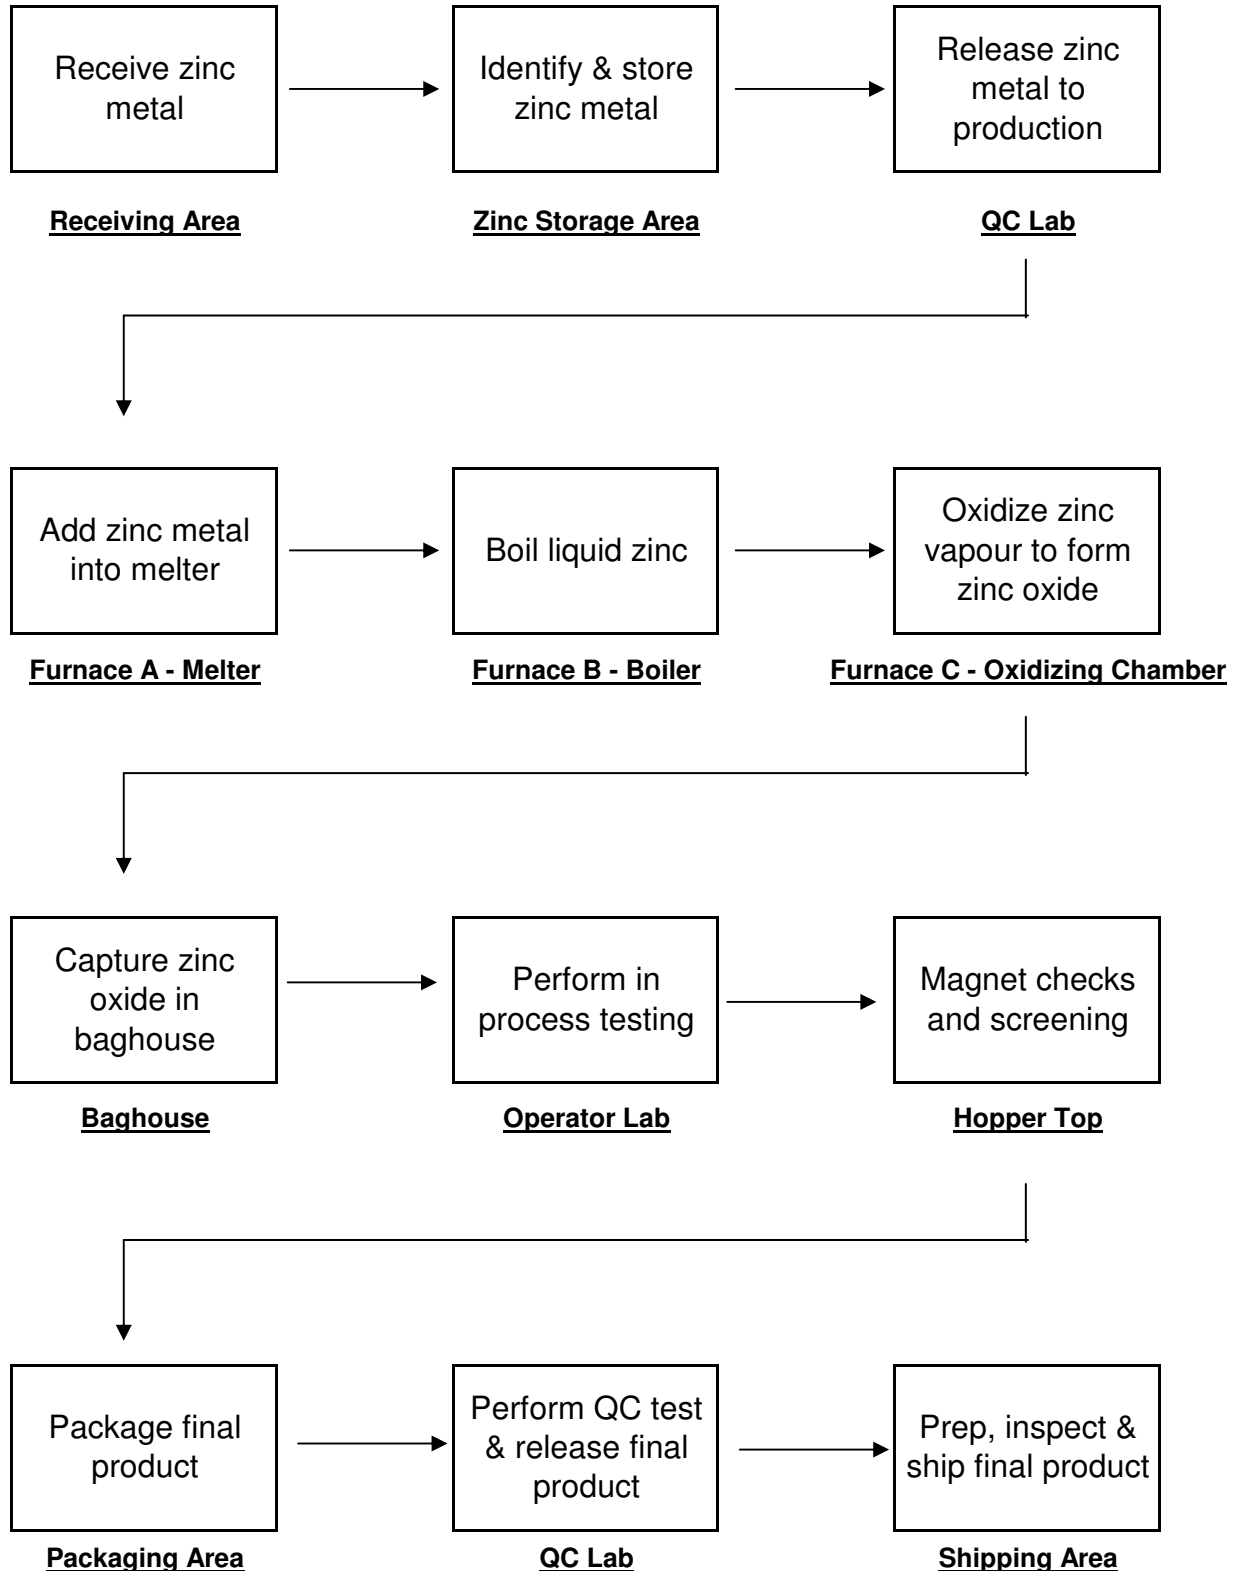 Receive zinc
metal
Identify & store
zinc metal
Release zinc
metal to
production
Receiving Area
Zinc Storage Area
QC Lab
Add zinc metal
into melter
Boil liquid zinc
Oxidize zinc
vapour to form
zinc oxide
Furnace A - Melter
Furnace B - Boiler
Furnace C - Oxidizing Chamber
Capture zinc
oxide in
baghouse
Perform in
process testing
Magnet checks
and screening
Baghouse
Operator Lab
Hopper Top
Package final
product
Perform QC test
& release final
product
Prep, inspect &
ship final product
Packaging Area
QC Lab
Shipping Area